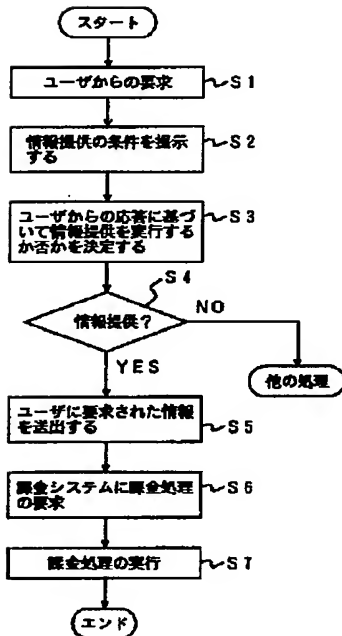 スタート
ユーザからの要求
S1
情報提供の条件を提示
する
S2
ユーザからの応答に基づ
いて情報提供を実行する
か否かを決定する
S3
S4
情報提供？
NO
YES
他の処理
ユーザに要求された情報
を送出する
S5
課金システムに課金処理
の要求
S6
課金処理の実行
S7
エンド